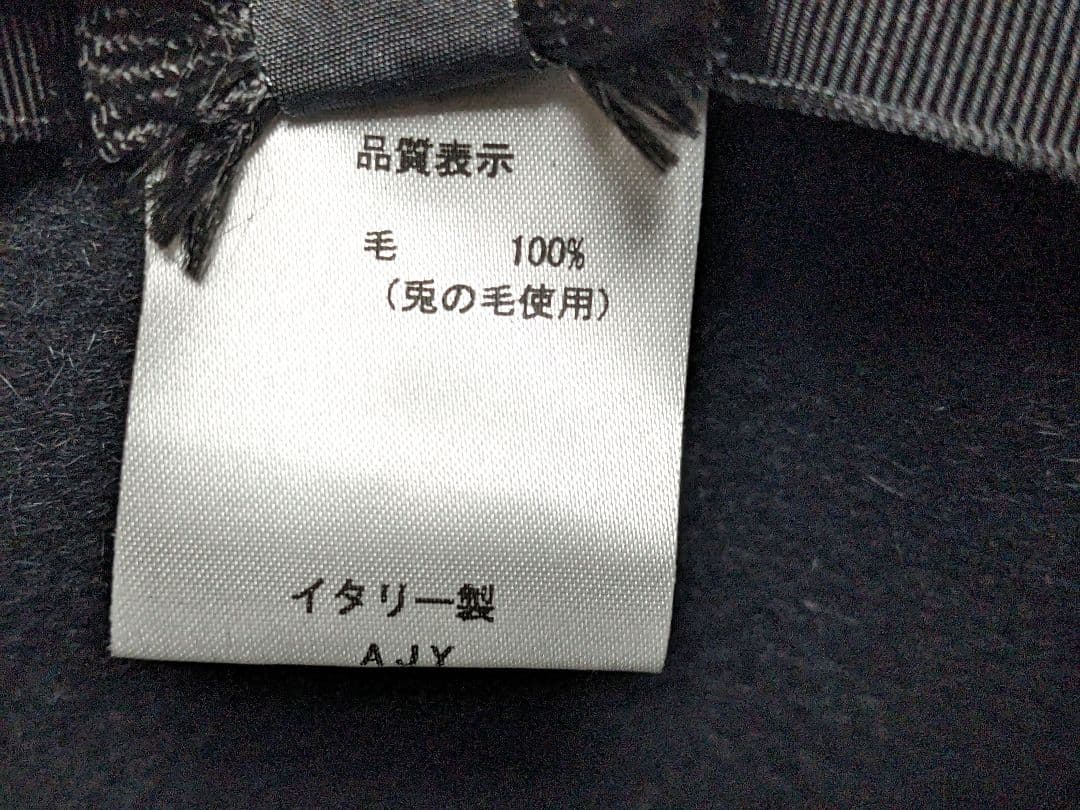 品質表示
毛 100%
（兎の毛使用）
イタリー製
AJY